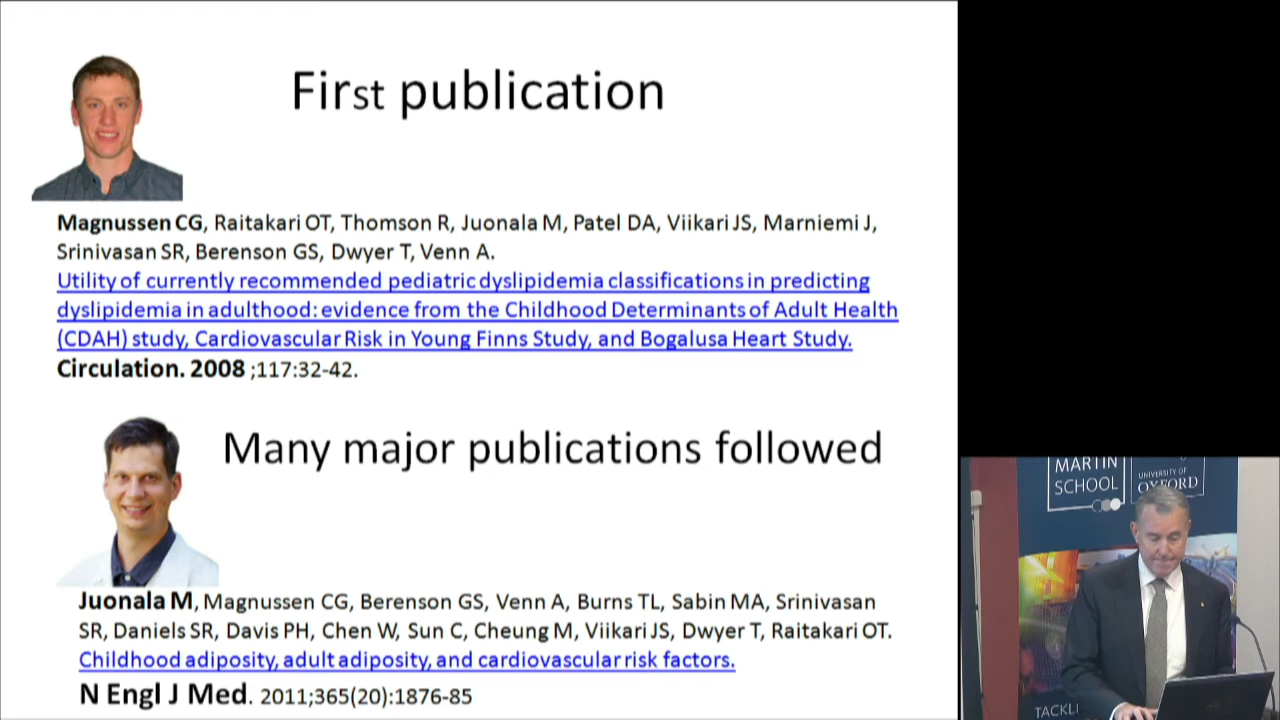 First publication
Magnussen CG, Raitakari OT, Thomson R, Juonala M, Patel DA, Viikari JS, Marniemi J,
Srinivasan SR, Berenson GS, Dwyer T, Venn A.
Utility of currently recommended pediatric dyslipidemia classifications in predicting
dyslipidemia in adulthood: evidence from the Childhood Determinants of Adult Health
(CDAH) study, Cardiovascular Risk in Young Finns Study, and Bogalusa Heart Study.
Circulation. 2008 ;117:32-42.
Many major publications followed
Juonala M, Magnussen CG, Berenson GS, Venn A, Burns TL, Sabin MA, Srinivasan
SR, Daniels SR, Davis PH, Chen W, Sun C, Cheung M, Viikari JS, Dwyer T, Raitakari OT.
Childhood adiposity, adult adiposity, and cardiovascular risk factors.
N Engl J Med. 2011;365(20):1876-85
MARTIN
SCHOOL
UNIVERSITY OF
OXFORD
TACKLI